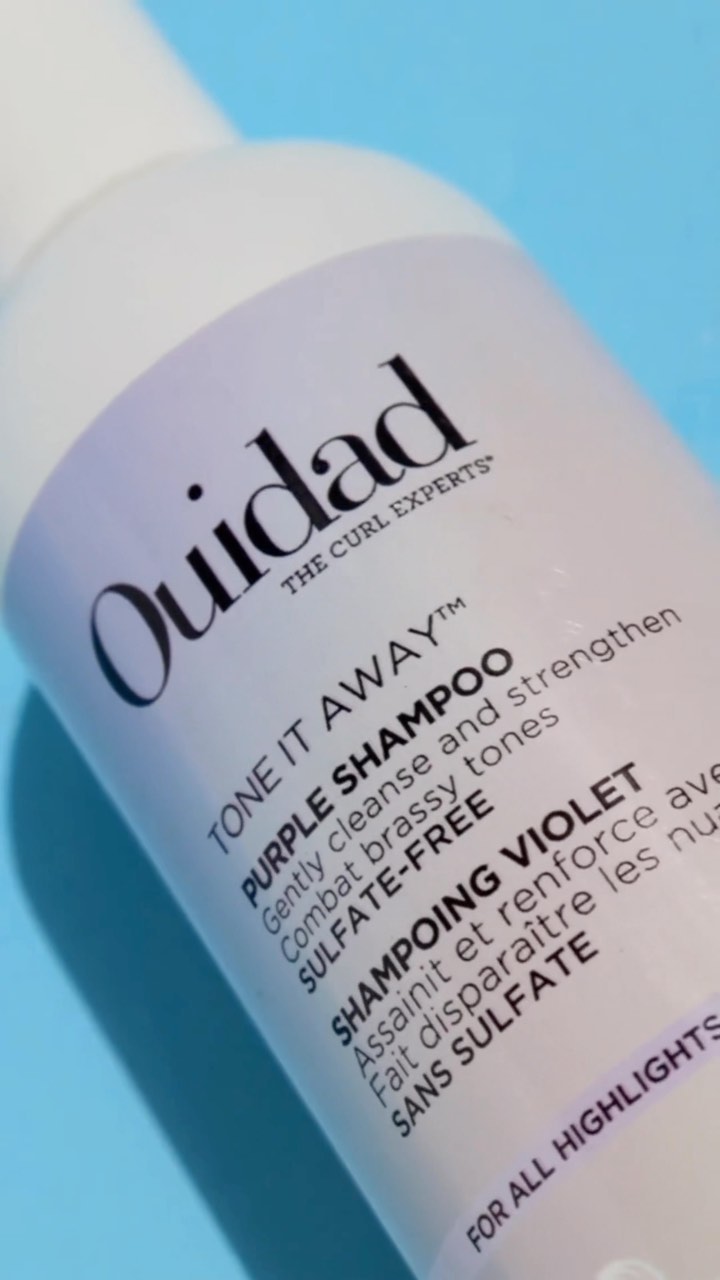 Ouidad
THE CURL EXPERTS®
TONE IT AWAY™
PURPLE SHAMPOO
Gently cleanse and strengthen
Combat brassy tones
SULFATE-FREE
SHAMPOING VIOLET
Assainit et renforce
Fait disparaître les
SANS SULFATE
FOR ALL HIGHLIGHTS